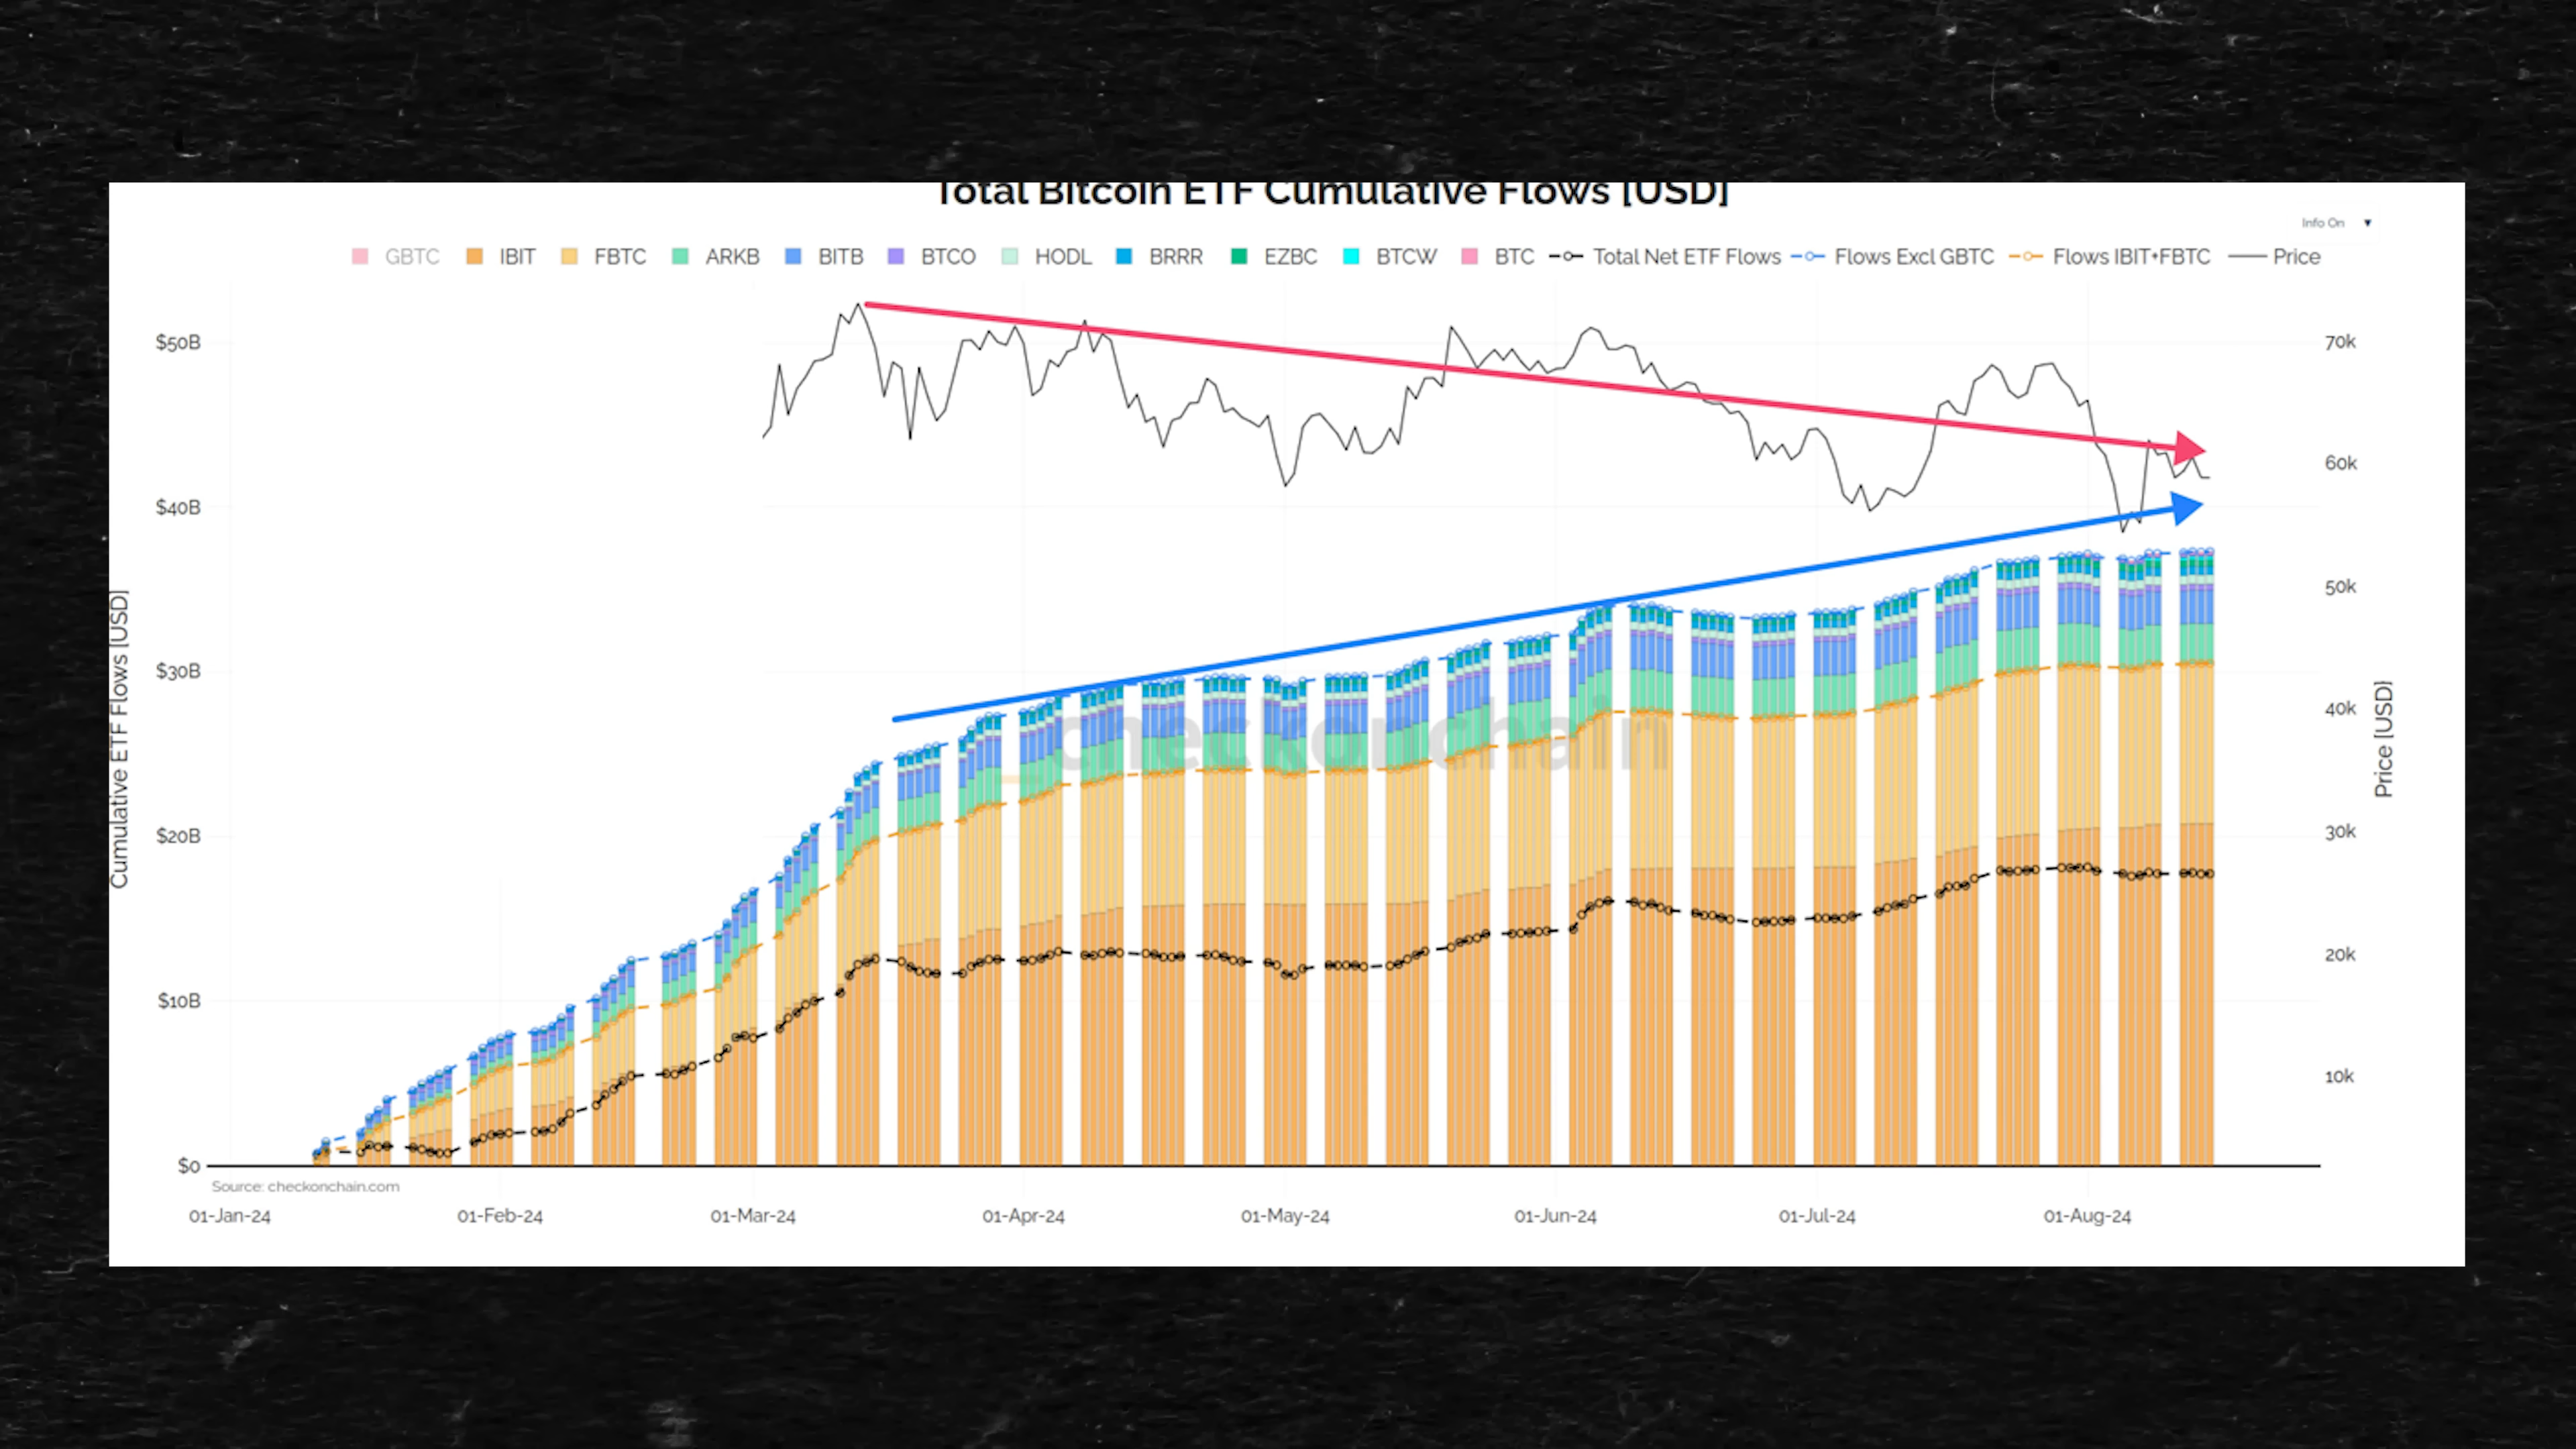 Total Bitcoin ETF Cumulative Flows [USD]
Info On ▼
GBTC IBIT FBTC ARKB BITB BTCO HODL BRRR EZBC BTCW BTC Total Net ETF Flows Flows Excl GBTC Flows IBIT+FBTC Price
$50B
$40B
$30B
$20B
$10B
$0
Cumulative ETF Flows [USD]
70k
60k
50k
40k
30k
20k
10k
Price [USD]
_checkonchain
Source: checkonchain.com
01-Jan-24 01-Feb-24 01-Mar-24 01-Apr-24 01-May-24 01-Jun-24 01-Jul-24 01-Aug-24